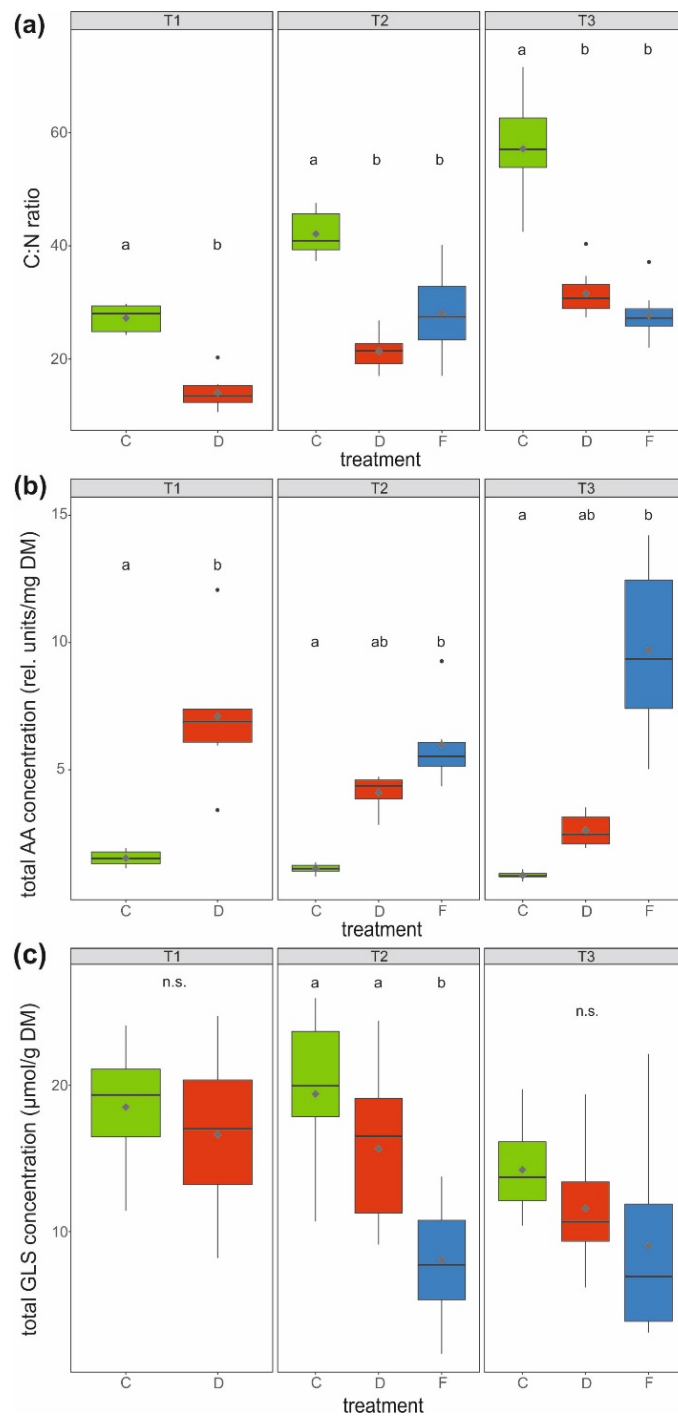 (a)
T1 T2 T3
a b b
a b b
a b
60
40
20
C:N ratio
C D C D F C D F
treatment
(b)
T1 T2 T3
15
a ab b
a b
a ab b
10
5
total AA concentration (rel. units/mg DM)
C D C D F C D F
treatment
(c)
T1 T2 T3
n.s. a a b
n.s.
20
10
total GLS concentration (μmol/g DM)
C D C D F C D F
treatment